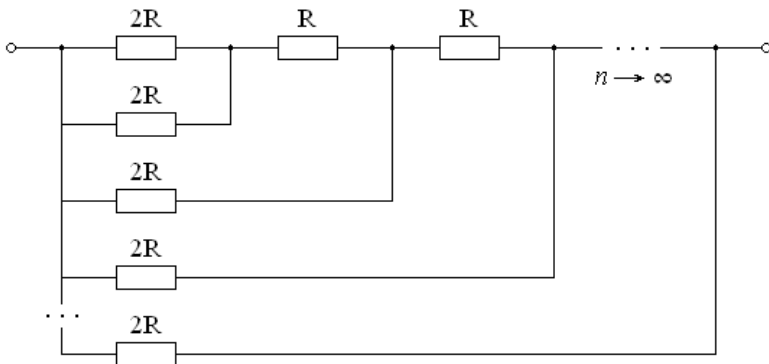 2R R R
. . .
n → ∞
2R
2R
2R
. . .
2R